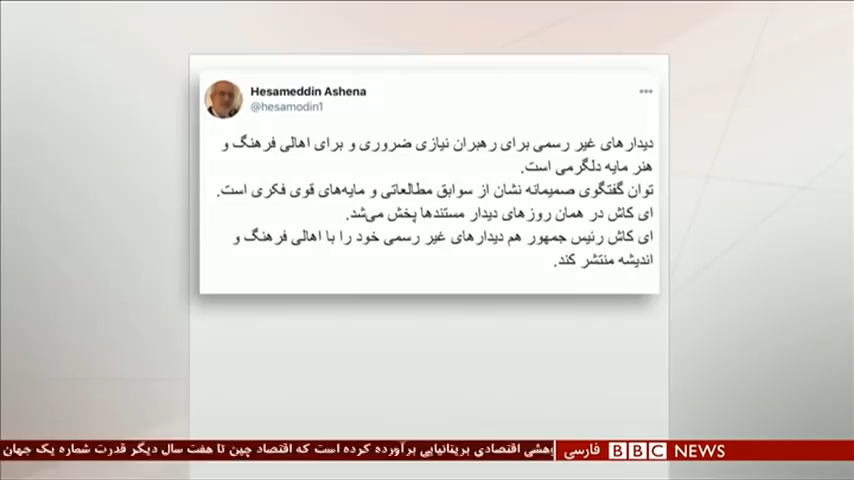 Hesameddin Ashena
@hesamodin1
دیدارهای غیر رسمی برای رهبران نیازی ضروری و برای اهالی فرهنگ و
هنر مایه دلگرمی است.
توان گفتگوی صمیمانه نشان از سوابق مطالعاتی و مایه‌های قوی فکری است.
ای کاش در همان روزهای دیدار مستندها پخش می‌شد.
ای کاش رئیس جمهور هم دیدارهای غیر رسمی خود را با اهالی فرهنگ و
اندیشه منتشر کند.
BBC NEWS فارسی
اقتصادی بریتانیایی برآورده کرده است که اقتصاد چین تا هفت سال دیگر قدرت شماره یک جهان